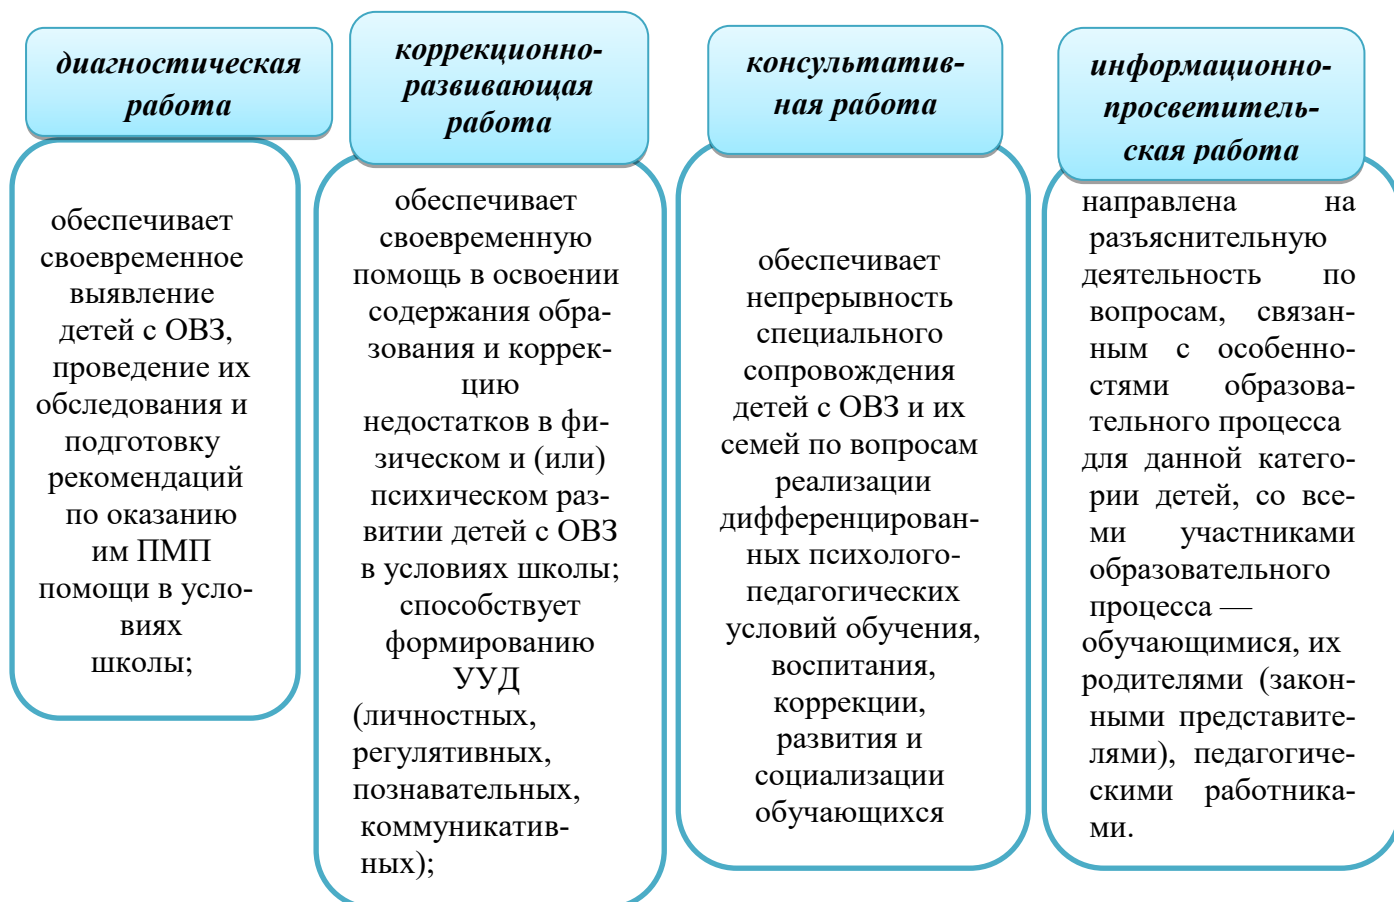 диагностическая
работа
обеспечивает
своевременное
выявление
детей с ОВЗ,
проведение их
обследования и
подготовку
рекомендаций
по оказанию
им ПМП
помощи в усло-
виях
школы;
коррекционно-
развивающая
работа
обеспечивает
своевременную
помощь в освоении
содержания обра-
зования и коррек-
цию
недостатков в фи-
зическом и (или)
психическом раз-
витии детей с ОВЗ
в условиях школы;
способствует
формированию
УУД
(личностных,
регулятивных,
познавательных,
коммуникатив-
ных);
консультатив-
ная работа
обеспечивает
непрерывность
специального
сопровождения
детей с ОВЗ и их
семей по вопросам
реализации
дифференцирован-
ных психолого-
педагогических
условий обучения,
воспитания,
коррекции,
развития и
социализации
обучающихся
информационно-
просветитель-
ская работа
направлена на
разъяснительную
деятельность по
вопросам, связан-
ным с особенно-
стями образова-
тельного процесса
для данной катего-
рии детей, со все-
ми участниками
образовательного
процесса —
обучающимися, их
родителями (закон-
ными представите-
лями), педагогиче-
скими работника-
ми.